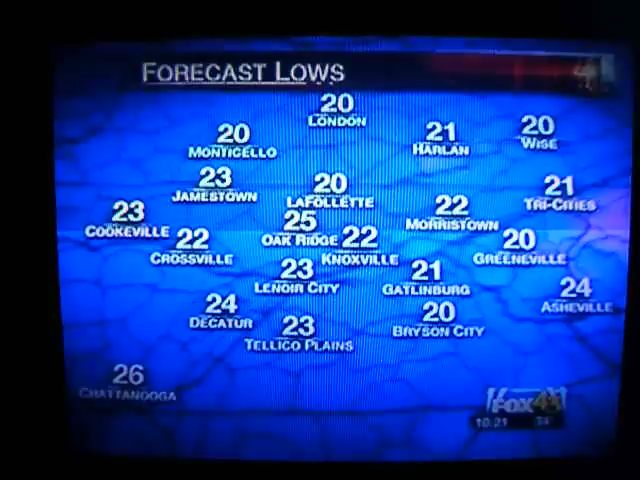 FORECAST LOWS
20
LONDON
20
MONTICELLO
21
HARLAN
20
WISE
23
JAMESTOWN
20
LAFOLLETTE
22
MORRISTOWN
21
TRI-CITIES
23
COOKEVILLE
22
CROSSVILLE
25
OAK RIDGE
22
KNOXVILLE
20
GREENEVILLE
23
LENOIR CITY
21
GATLINBURG
24
ASHEVILLE
24
DECATUR
23
TELLICO PLAINS
20
BRYSON CITY
26
CHATTANOOGA
FOX43
10:21